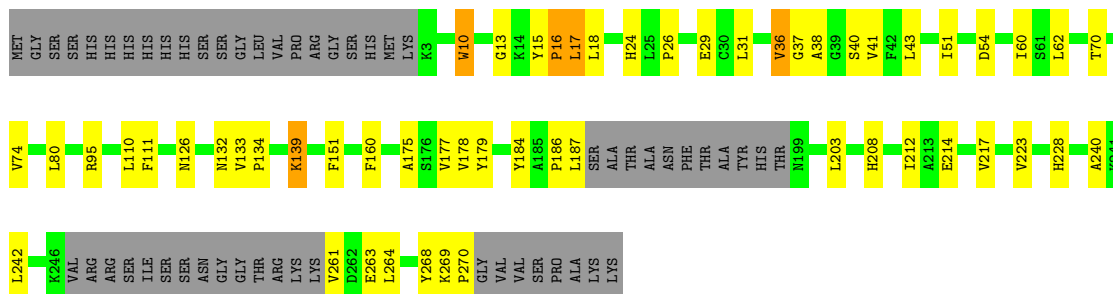 MET GLY SER SER HIS HIS HIS HIS HIS HIS SER SER GLY LEU VAL PRO ARG GLY SER HIS MET LYS K3 W10 G13 K14 Y15 P16 L17 L18 H24 L25 P26 E29 C30 L31 V36 G37 A38 G39 S40 V41 F42 L43 I51 D54 I60 S61 L62 T70
V74 L80 R95 L110 F111 N126 N132 V133 P134 K139 F151 F160 A175 S176 V177 V178 Y179 Y184 A185 P186 L187 SER ALA THR ALA ASN PHE THR ALA TYR HIS THR N199 L203 H208 I212 A213 E214 V217 V223 H228 A240
L242 K246 VAL ARG ARG SER ILE SER SER ASN GLY GLY THR ARG LYS LYS V261 D262 E263 L264 Y268 K269 P270 GLY VAL VAL SER PRO ALA LYS LYS